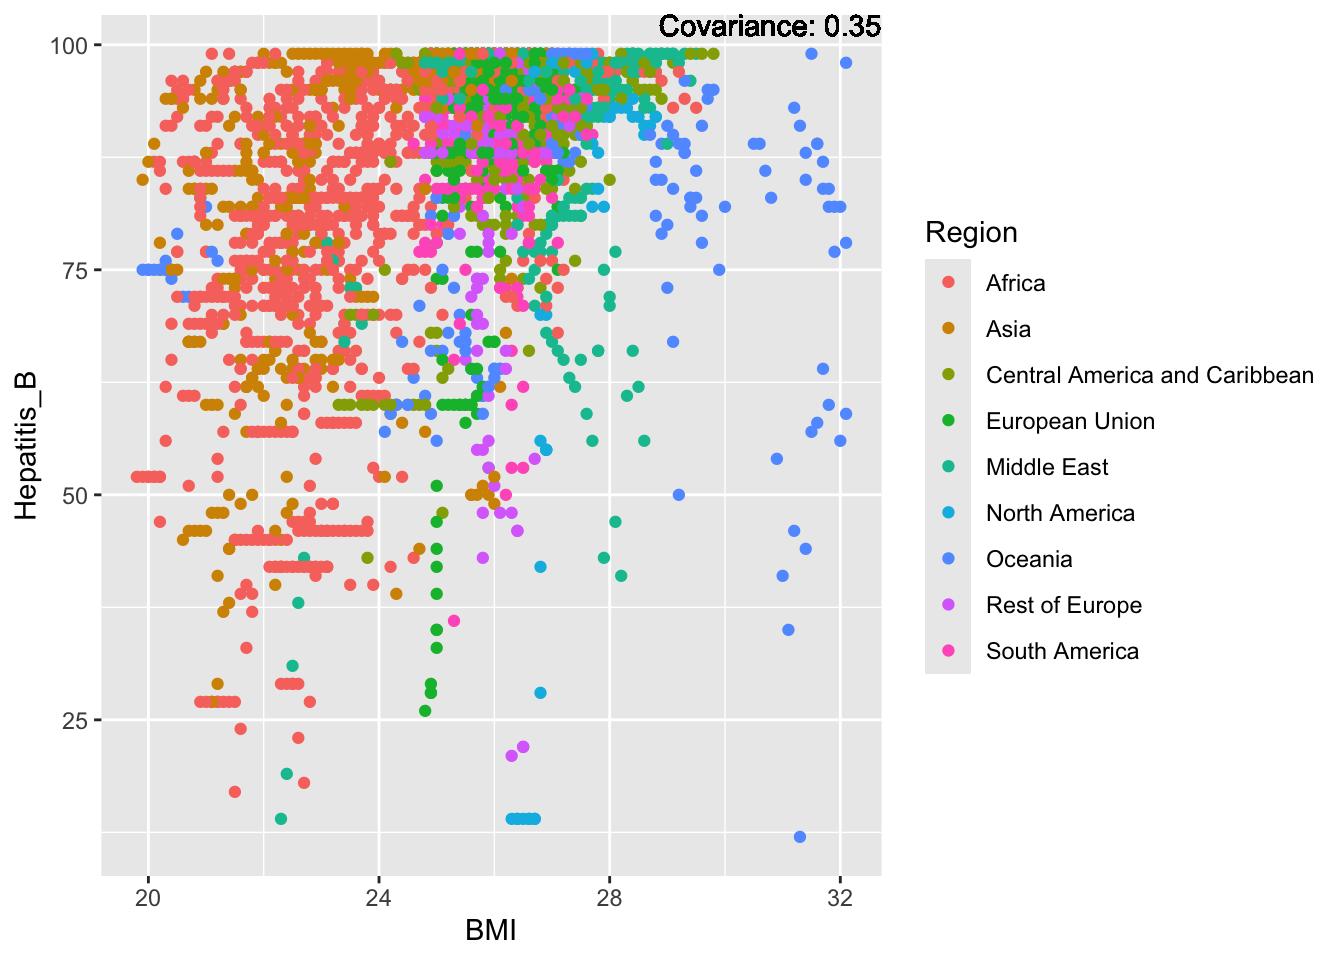 Covariance: 0.35
100
75
50
25
Hepatitis_B
20 24 28 32
BMI
Region
Africa
Asia
Central America and Caribbean
European Union
Middle East
North America
Oceania
Rest of Europe
South America